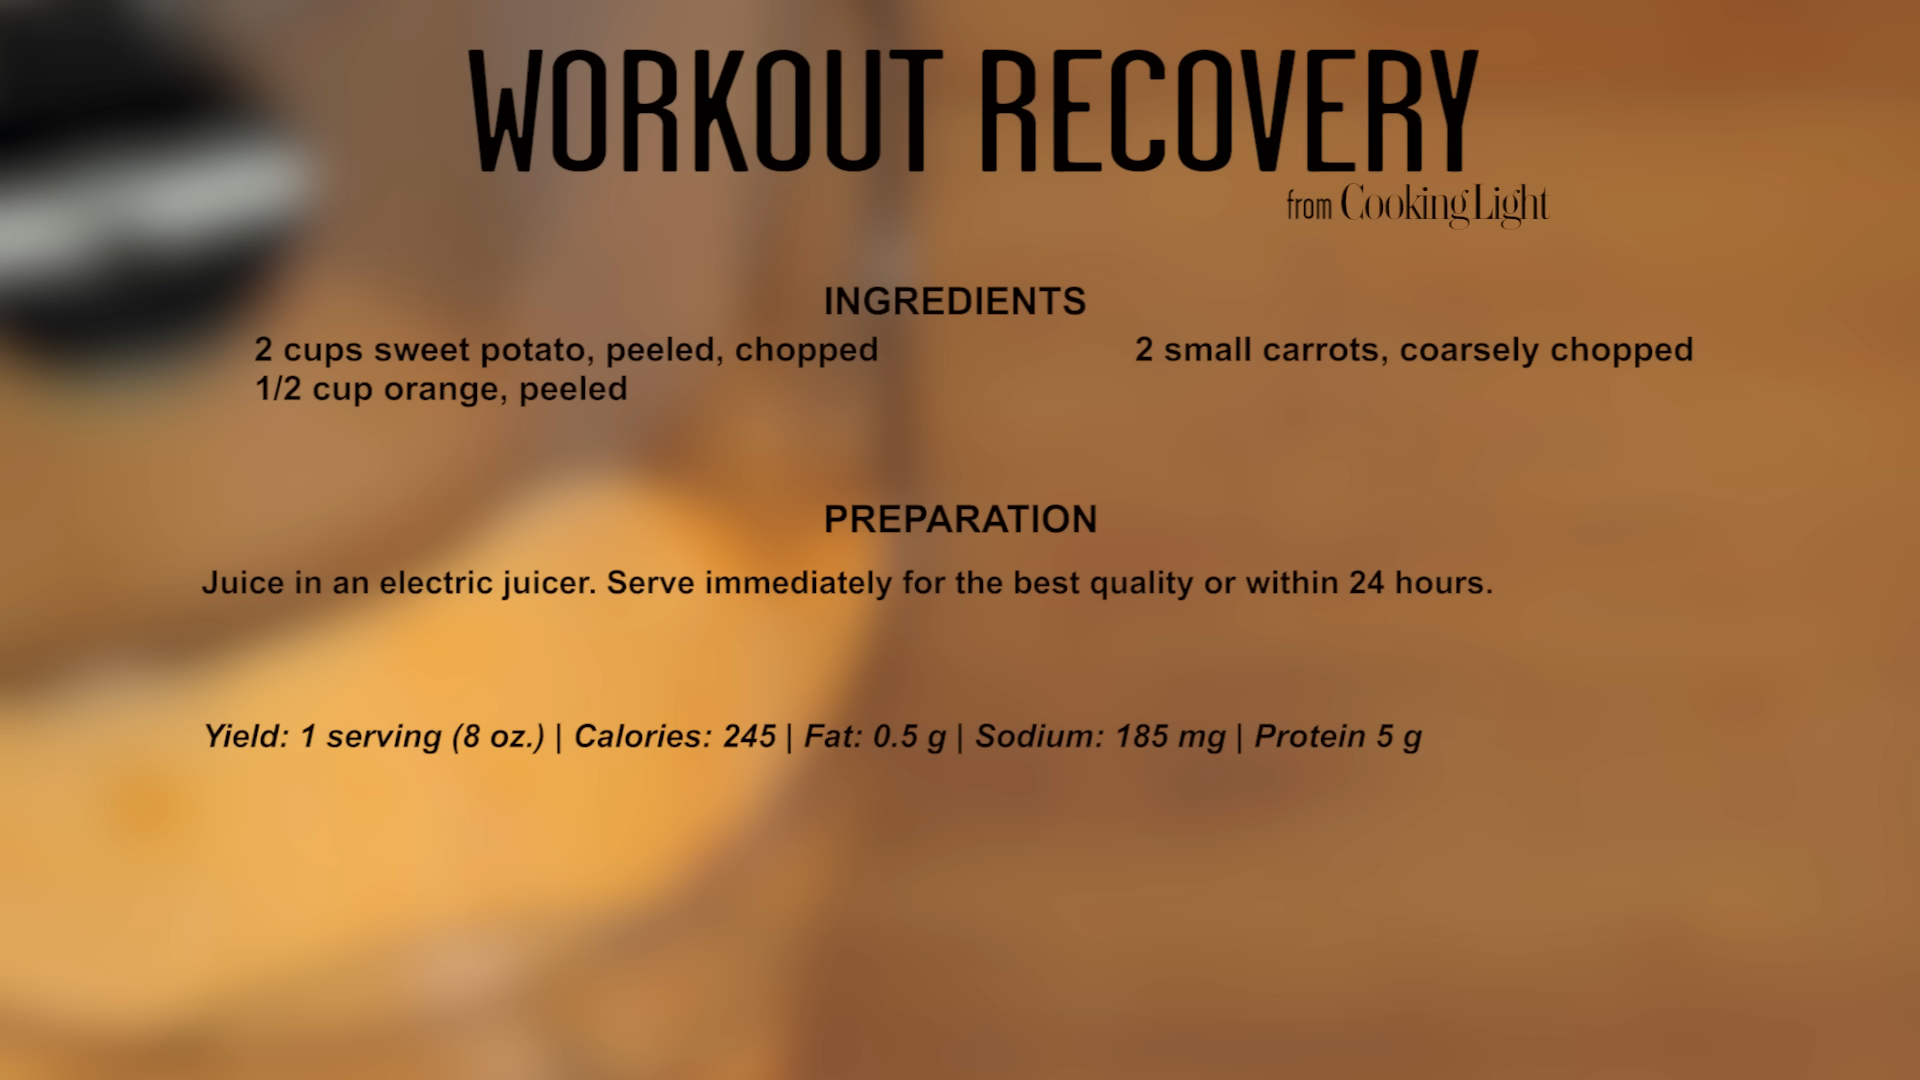 WORKOUT RECOVERY
from CookingLight
INGREDIENTS
2 cups sweet potato, peeled, chopped
1/2 cup orange, peeled
2 small carrots, coarsely chopped
PREPARATION
Juice in an electric juicer. Serve immediately for the best quality or within 24 hours.
Yield: 1 serving (8 oz.) | Calories: 245 | Fat: 0.5 g | Sodium: 185 mg | Protein 5 g